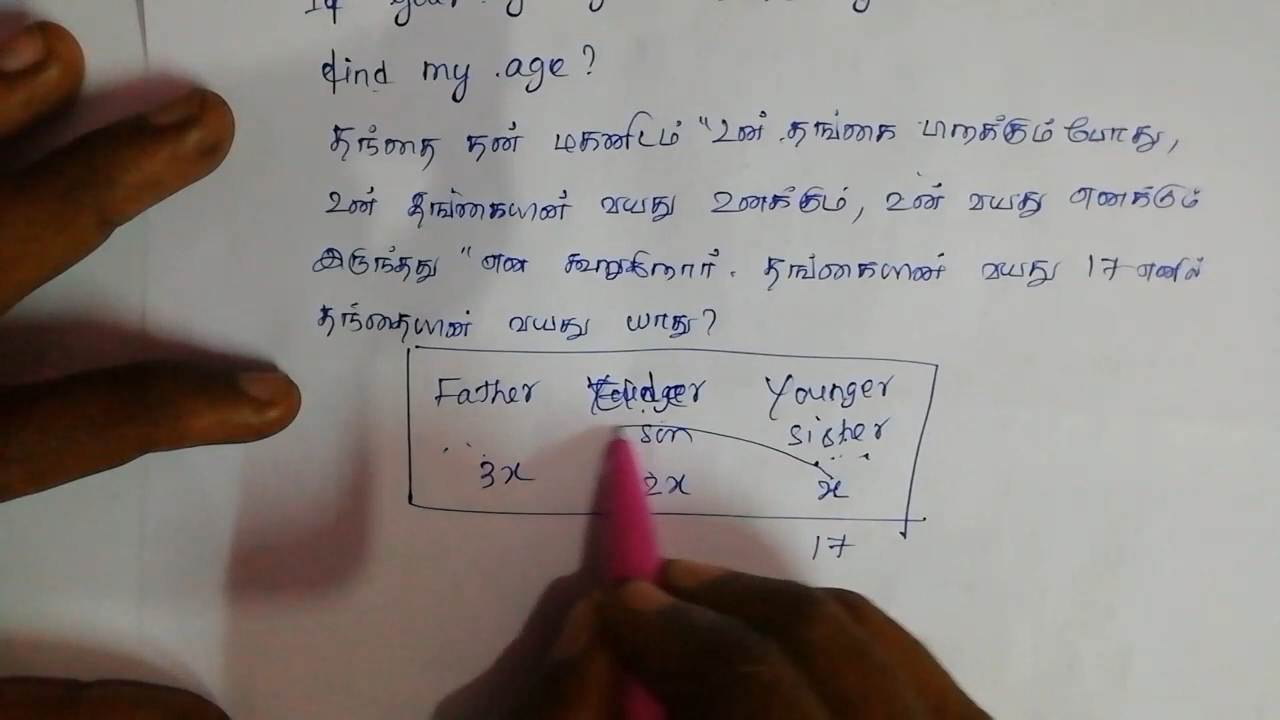 find my age?
தந்தை தன் மகனிடம் "உன் தங்கை பறக்கும் போது,
உன் தங்கையின் வயது உனக்கும், உன் வயது எனக்கும்
இருந்தது" என கூறுகிறார். தங்கையின் வயது 17 எனில்
தந்தையின் வயது யாது?
Father Younger
son sister
3x 2x x
17